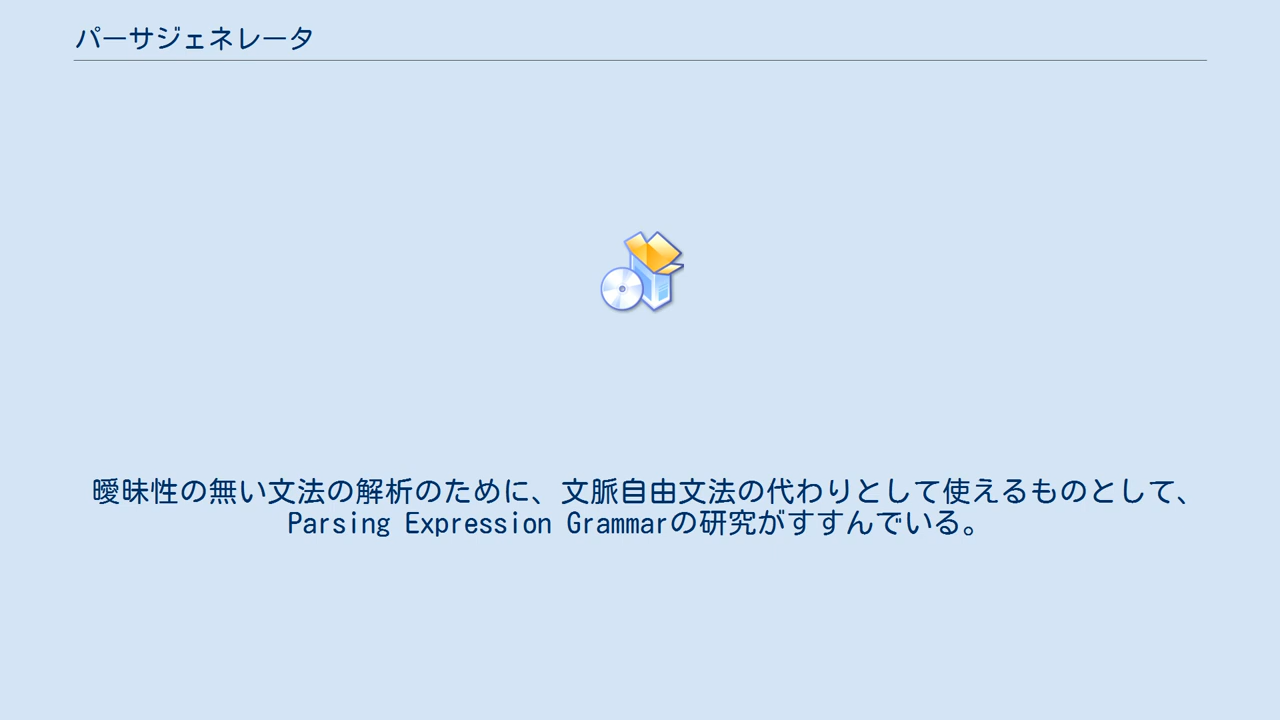 パーサジェネレータ
曖昧性の無い文法の解析のために、文脈自由文法の代わりとして使えるものとして、
Parsing Expression Grammarの研究がすすんでいる。